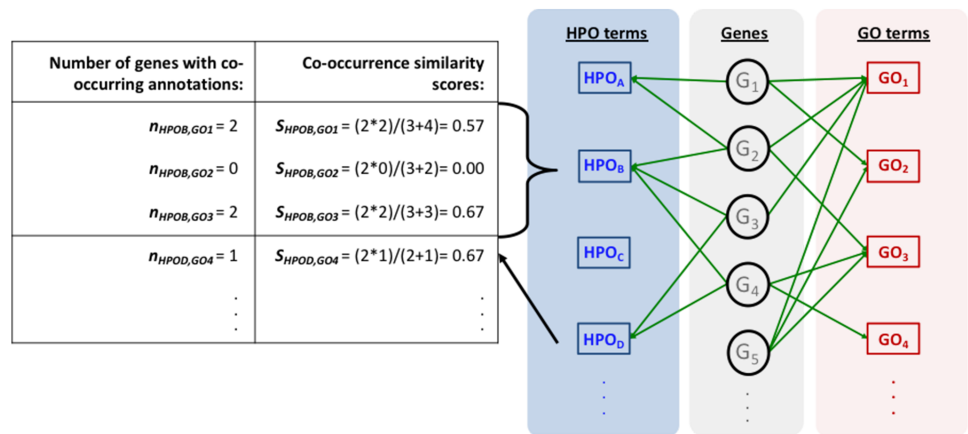 Number of genes with co-
occurring annotations:
Co-occurrence similarity
scores:
nHPOB,GO1 = 2
SHPOB,GO1 = (2*2)/(3+4)= 0.57
nHPOB,GO2 = 0
SHPOB,GO2 = (2*0)/(3+2)= 0.00
nHPOB,GO3 = 2
SHPOB,GO3 = (2*2)/(3+3)= 0.67
nHPOD,GO4 = 1
SHPOD,GO4 = (2*1)/(2+1)= 0.67
HPO terms
HPOA
HPOB
HPOC
HPOD
Genes
G1
G2
G3
G4
G5
GO terms
GO1
GO2
GO3
GO4